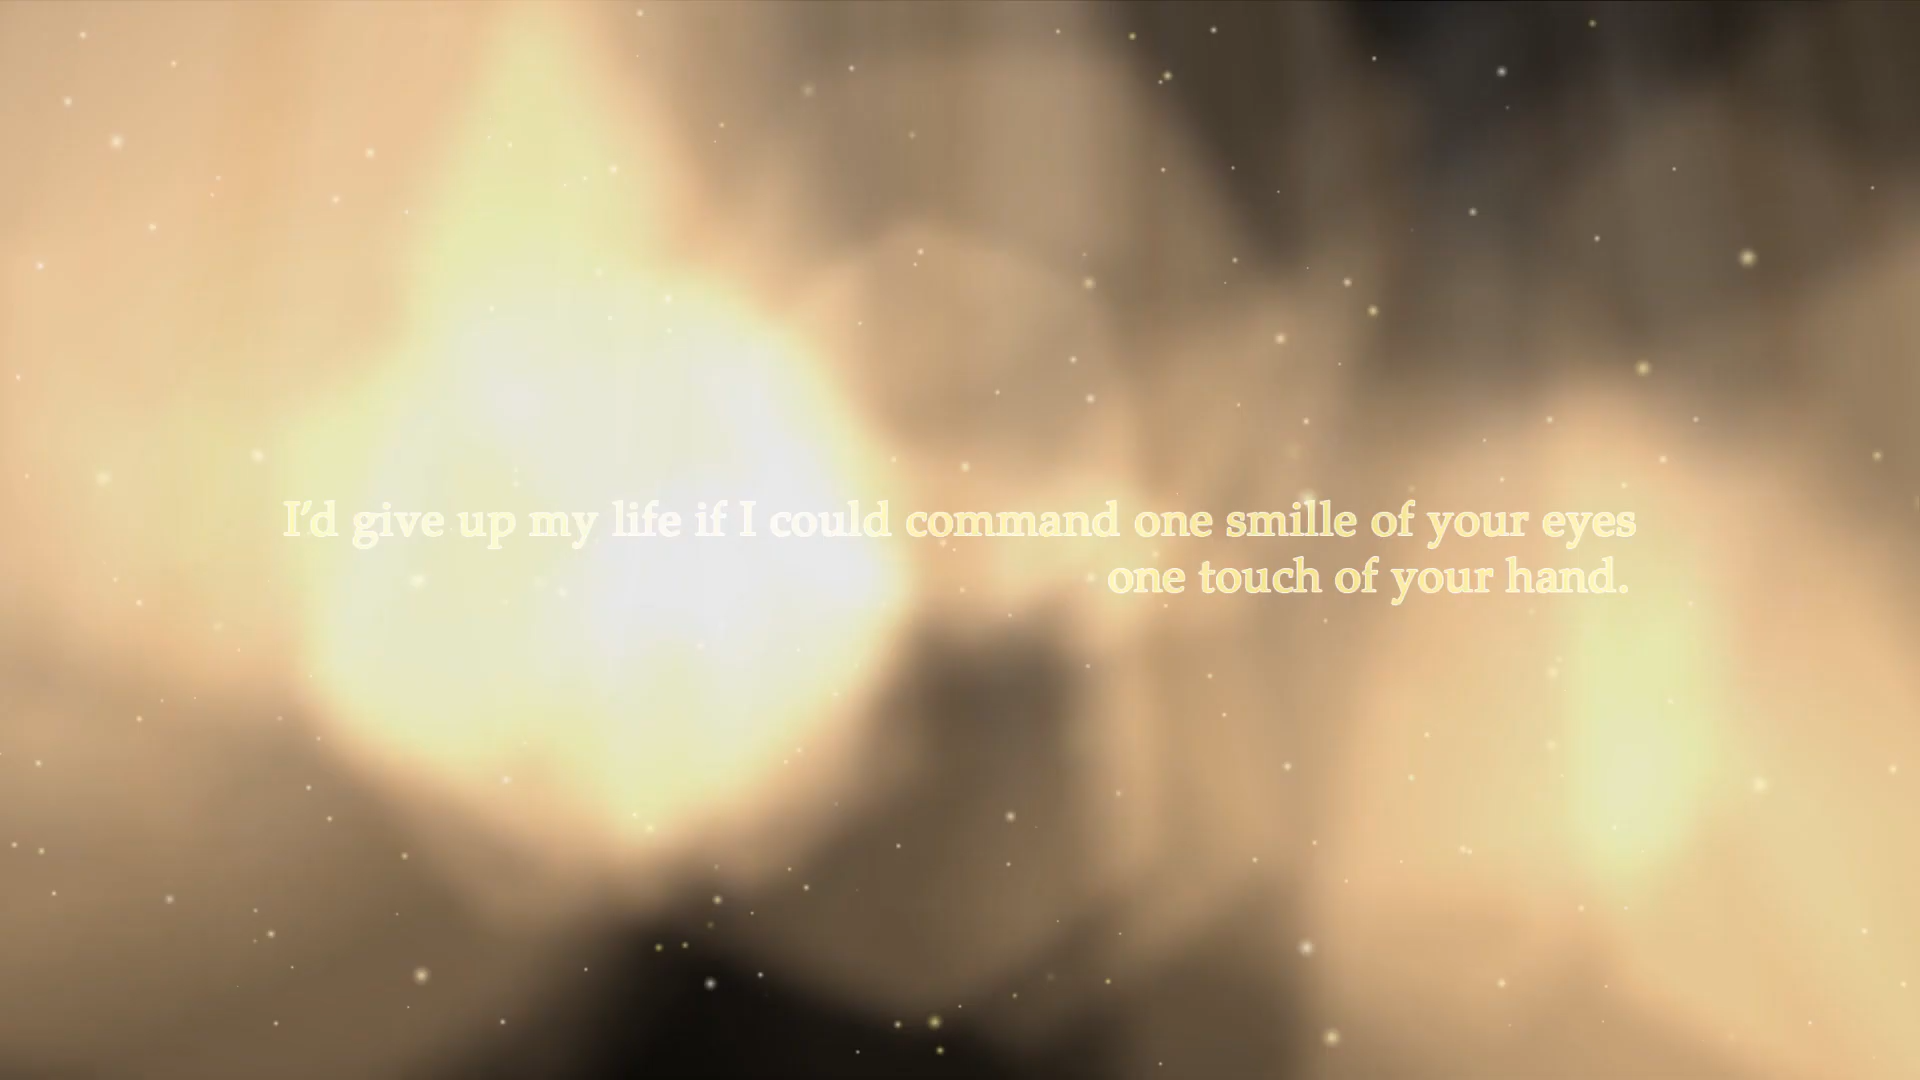 I'd give up my life if I could command one smille of your eyes
one touch of your hand.